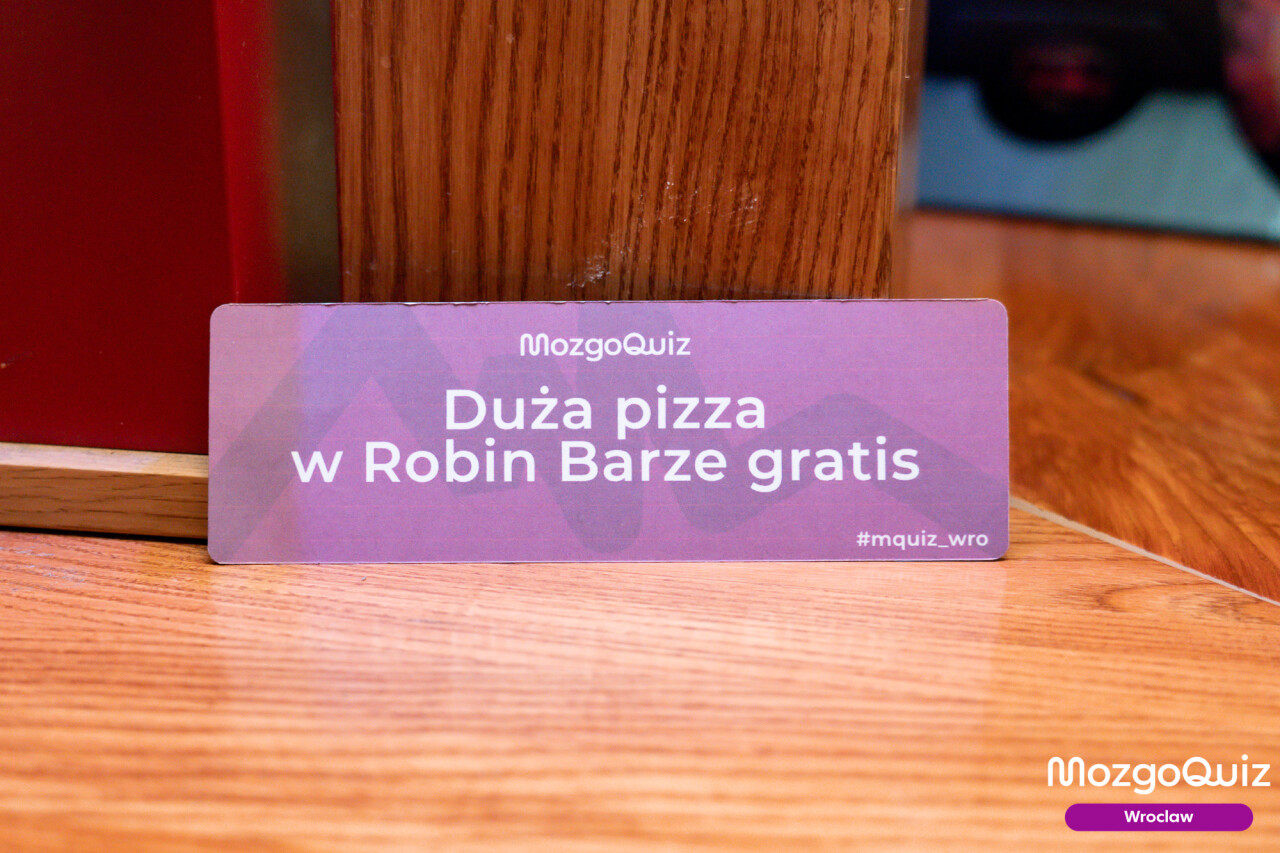 MozgoQuiz
Duża pizza
w Robin Barze gratis
#mquiz_wro
MozgoQuiz
Wroclaw